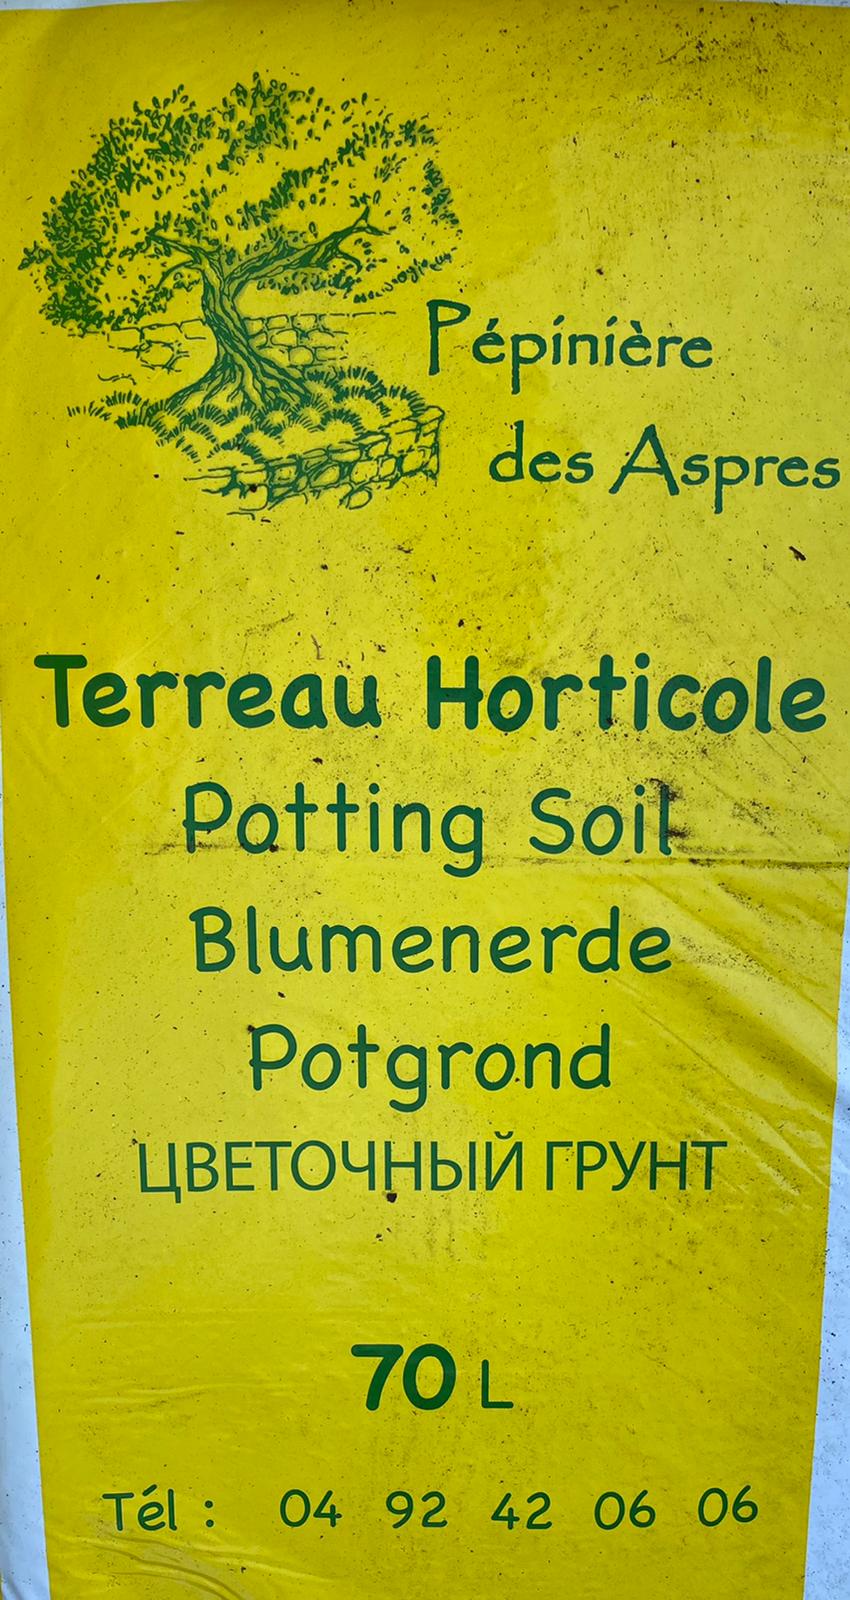 Pépinière
des Aspres
Terreau Horticole
Potting Soil
Blumenerde
Potgrond
ЦВЕТОЧНЫЙ ГРУНТ
70 L
Tél : 04 92 42 06 06